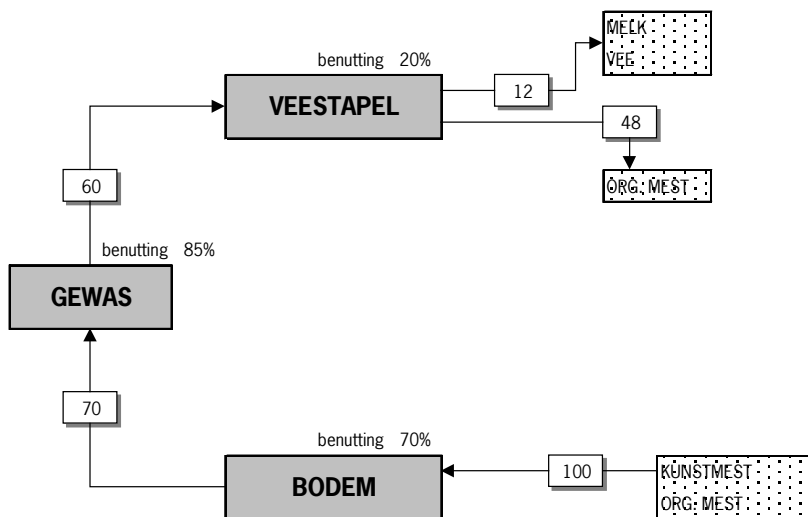 benutting 20%
VEESTAPEL
12
MELK
VEE
48
ORG. MEST
60
benutting 85%
GEWAS
70
benutting 70%
BODEM
100
KUNSTMEST
ORG. MEST